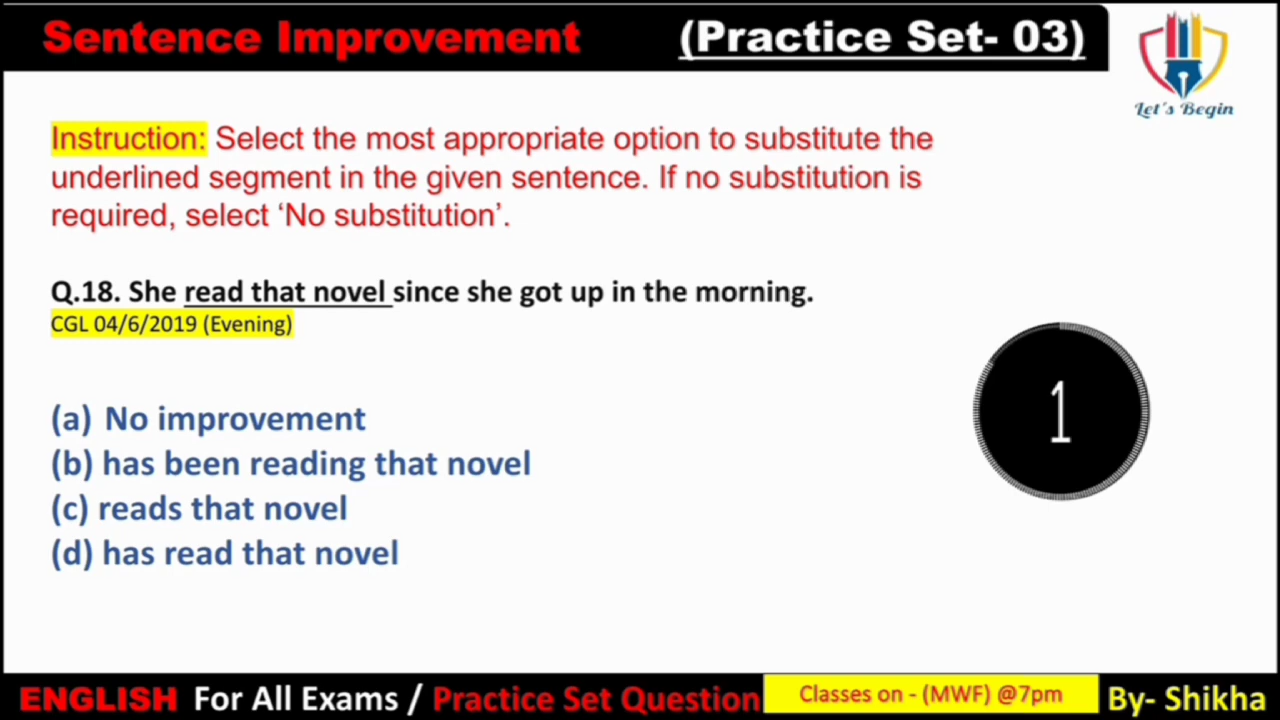 Sentence Improvement (Practice Set- 03)
Let's Begin
Instruction: Select the most appropriate option to substitute the
underlined segment in the given sentence. If no substitution is
required, select ‘No substitution’.
Q.18. She read that novel since she got up in the morning.
CGL 04/6/2019 (Evening)
(a) No improvement
(b) has been reading that novel
(c) reads that novel
(d) has read that novel
1
ENGLISH For All Exams / Practice Set Question Classes on - (MWF) @7pm By- Shikha